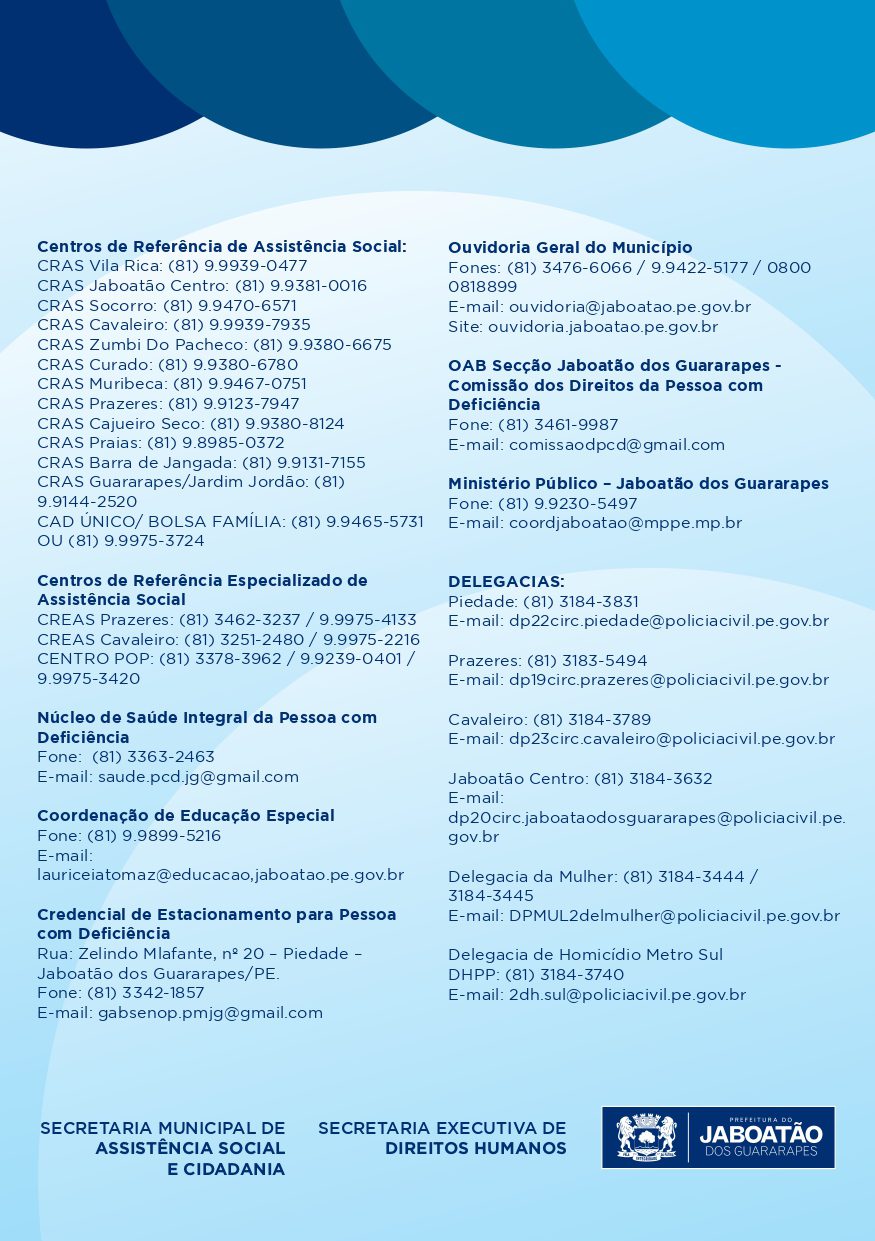 Centros de Referência de Assistência Social:
CRAS Vila Rica: (81) 9.9939-0477
CRAS Jaboatão Centro: (81) 9.9381-0016
CRAS Socorro: (81) 9.9470-6571
CRAS Cavaleiro: (81) 9.9939-7935
CRAS Zumbi Do Pacheco: (81) 9.9380-6675
CRAS Curado: (81) 9.9380-6780
CRAS Muribeca: (81) 9.9467-0751
CRAS Prazeres: (81) 9.9123-7947
CRAS Cajueiro Seco: (81) 9.9380-8124
CRAS Praias: (81) 9.8985-0372
CRAS Barra de Jangada: (81) 9.9131-7155
CRAS Guararapes/Jardim Jordão: (81)
9.9144-2520
CAD ÚNICO/ BOLSA FAMÍLIA: (81) 9.9465-5731
OU (81) 9.9975-3724
Centros de Referência Especializado de
Assistência Social
CREAS Prazeres: (81) 3462-3237 / 9.9975-4133
CREAS Cavaleiro: (81) 3251-2480 / 9.9975-2216
CENTRO POP: (81) 3378-3962 / 9.9239-0401 /
9.9975-3420
Núcleo de Saúde Integral da Pessoa com
Deficiência
Fone:  (81) 3363-2463
E-mail: saude.pcd.jg@gmail.com
Coordenação de Educação Especial
Fone: (81) 9.9899-5216
E-mail:
lauriceiatomaz@educacao,jaboatao.pe.gov.br
Credencial de Estacionamento para Pessoa
com Deficiência
Rua: Zelindo Mlafante, nº 20 – Piedade –
Jaboatão dos Guararapes/PE.
Fone: (81) 3342-1857
E-mail: gabsenop.pmjg@gmail.com
Ouvidoria Geral do Município
Fones: (81) 3476-6066 / 9.9422-5177 / 0800
0818899
E-mail: ouvidoria@jaboatao.pe.gov.br
Site: ouvidoria.jaboatao.pe.gov.br
OAB Secção Jaboatão dos Guararapes -
Comissão dos Direitos da Pessoa com
Deficiência
Fone: (81) 3461-9987
E-mail: comissaodpcd@gmail.com
Ministério Público – Jaboatão dos Guararapes
Fone: (81) 9.9230-5497
E-mail: coordjaboatao@mppe.mp.br
DELEGACIAS:
Piedade: (81) 3184-3831
E-mail: dp22circ.piedade@policiacivil.pe.gov.br
Prazeres: (81) 3183-5494
E-mail: dp19circ.prazeres@policiacivil.pe.gov.br
Cavaleiro: (81) 3184-3789
E-mail: dp23circ.cavaleiro@policiacivil.pe.gov.br
Jaboatão Centro: (81) 3184-3632
E-mail:
dp20circ.jaboataodosguararapes@policiacivil.pe.
gov.br
Delegacia da Mulher: (81) 3184-3444 /
3184-3445
E-mail: DPMUL2delmulher@policiacivil.pe.gov.br
Delegacia de Homicídio Metro Sul
DHPP: (81) 3184-3740
E-mail: 2dh.sul@policiacivil.pe.gov.br
SECRETARIA MUNICIPAL DE
ASSISTÊNCIA SOCIAL
E CIDADANIA
SECRETARIA EXECUTIVA DE
DIREITOS HUMANOS
PREFEITURA DO
JABOATÃO
DOS GUARARAPES